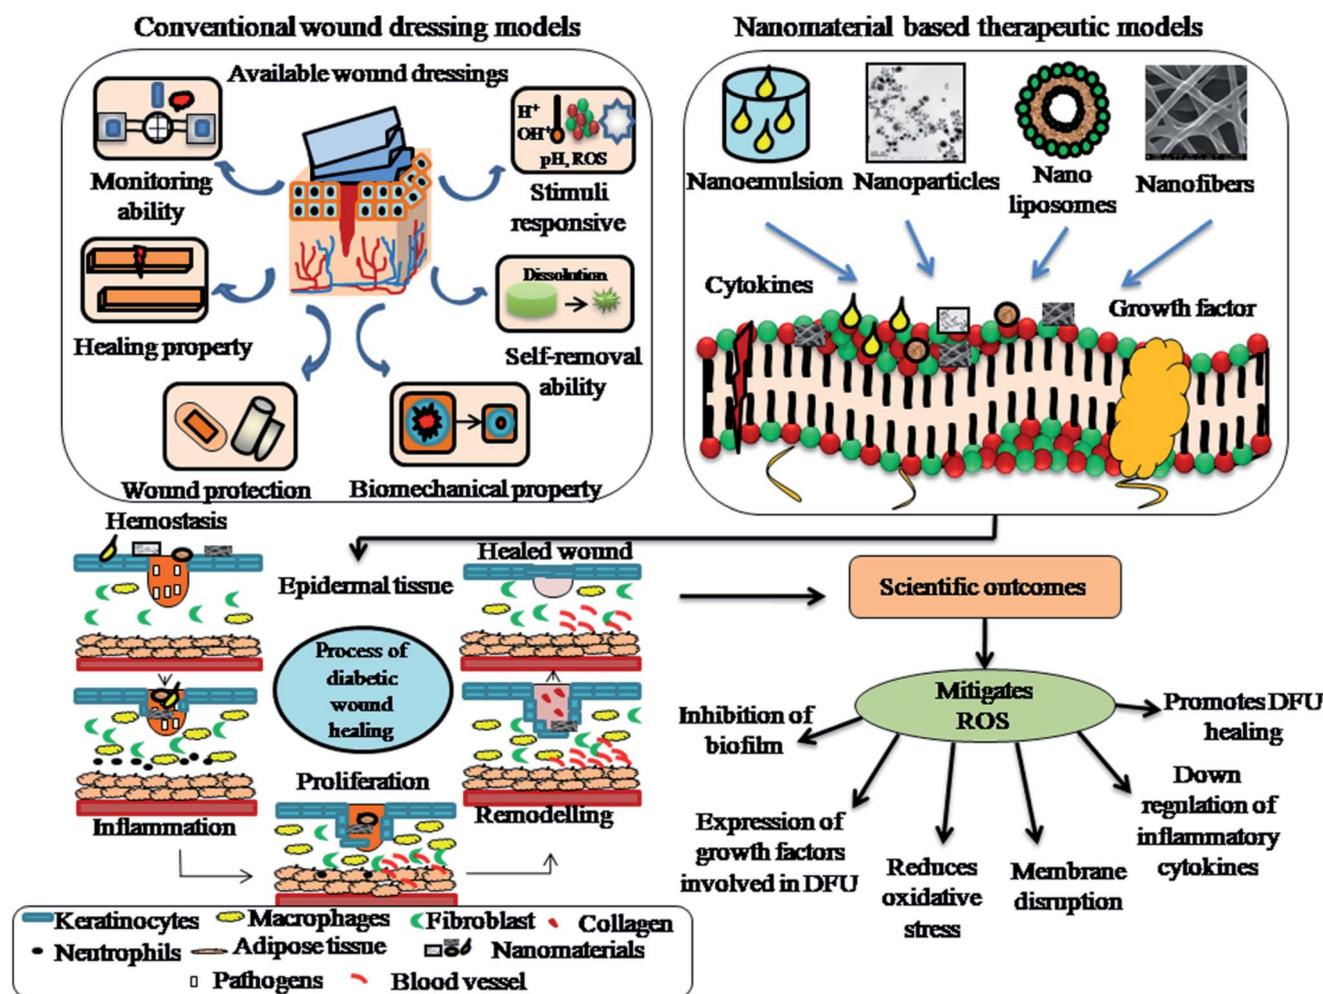 Conventional wound dressing models
Available wound dressings
Monitoring
ability
H+
OH+
pH, ROS
Stimuli
responsive
Healing property
Dissolution
Self-removal
ability
Wound protection
Biomechanical property
Nanomaterial based therapeutic models
Nanoemulsion
Nanoparticles
Nano
liposomes
Nanofibers
Cytokines
Growth factor
Hemostasis
Epidermal tissue
Healed wound
Process of
diabetic
wound
healing
Inflammation
Proliferation
Remodelling
Keratinocytes
Macrophages
Fibroblast
Collagen
Neutrophils
Adipose tissue
Nanomaterials
Pathogens
Blood vessel
Scientific outcomes
Mitigates
ROS
Inhibition of
biofilm
Expression of
growth factors
involved in DFU
Reduces
oxidative
stress
Membrane
disruption
Down
regulation of
inflammatory
cytokines
Promotes DFU
healing